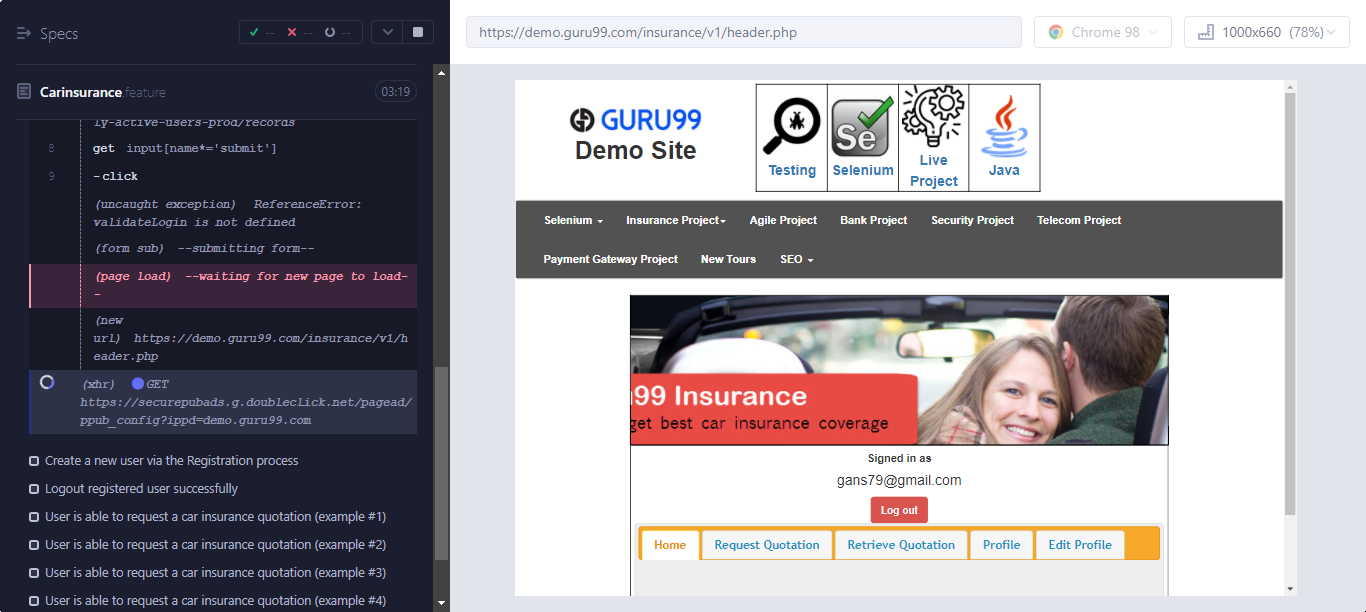 Specs
-- -- --
Carinsurance.feature
03:19
ly-active-users-prod/records
8 get input[name*='submit']
9 -click
(uncaught exception) ReferenceError:
validateLogin is not defined
(form sub) --submitting form--
(page load) --waiting for new page to load-
-
(new
url) https://demo.guru99.com/insurance/v1/h
eader.php
(xhr) GET
https://securepubads.g.doubleclick.net/pagead/
ppub_config?ippd=demo.guru99.com
Create a new user via the Registration process
Logout registered user successfully
User is able to request a car insurance quotation (example #1)
User is able to request a car insurance quotation (example #2)
User is able to request a car insurance quotation (example #3)
User is able to request a car insurance quotation (example #4)
https://demo.guru99.com/insurance/v1/header.php
Chrome 98
1000x660 (78%)
GURU99
Demo Site
Testing
Se
Selenium
Live
Project
Java
Selenium Insurance Project Agile Project Bank Project Security Project Telecom Project
Payment Gateway Project New Tours SEO
u99 Insurance
get best car insurance coverage
Signed in as
gans79@gmail.com
Log out
Home Request Quotation Retrieve Quotation Profile Edit Profile